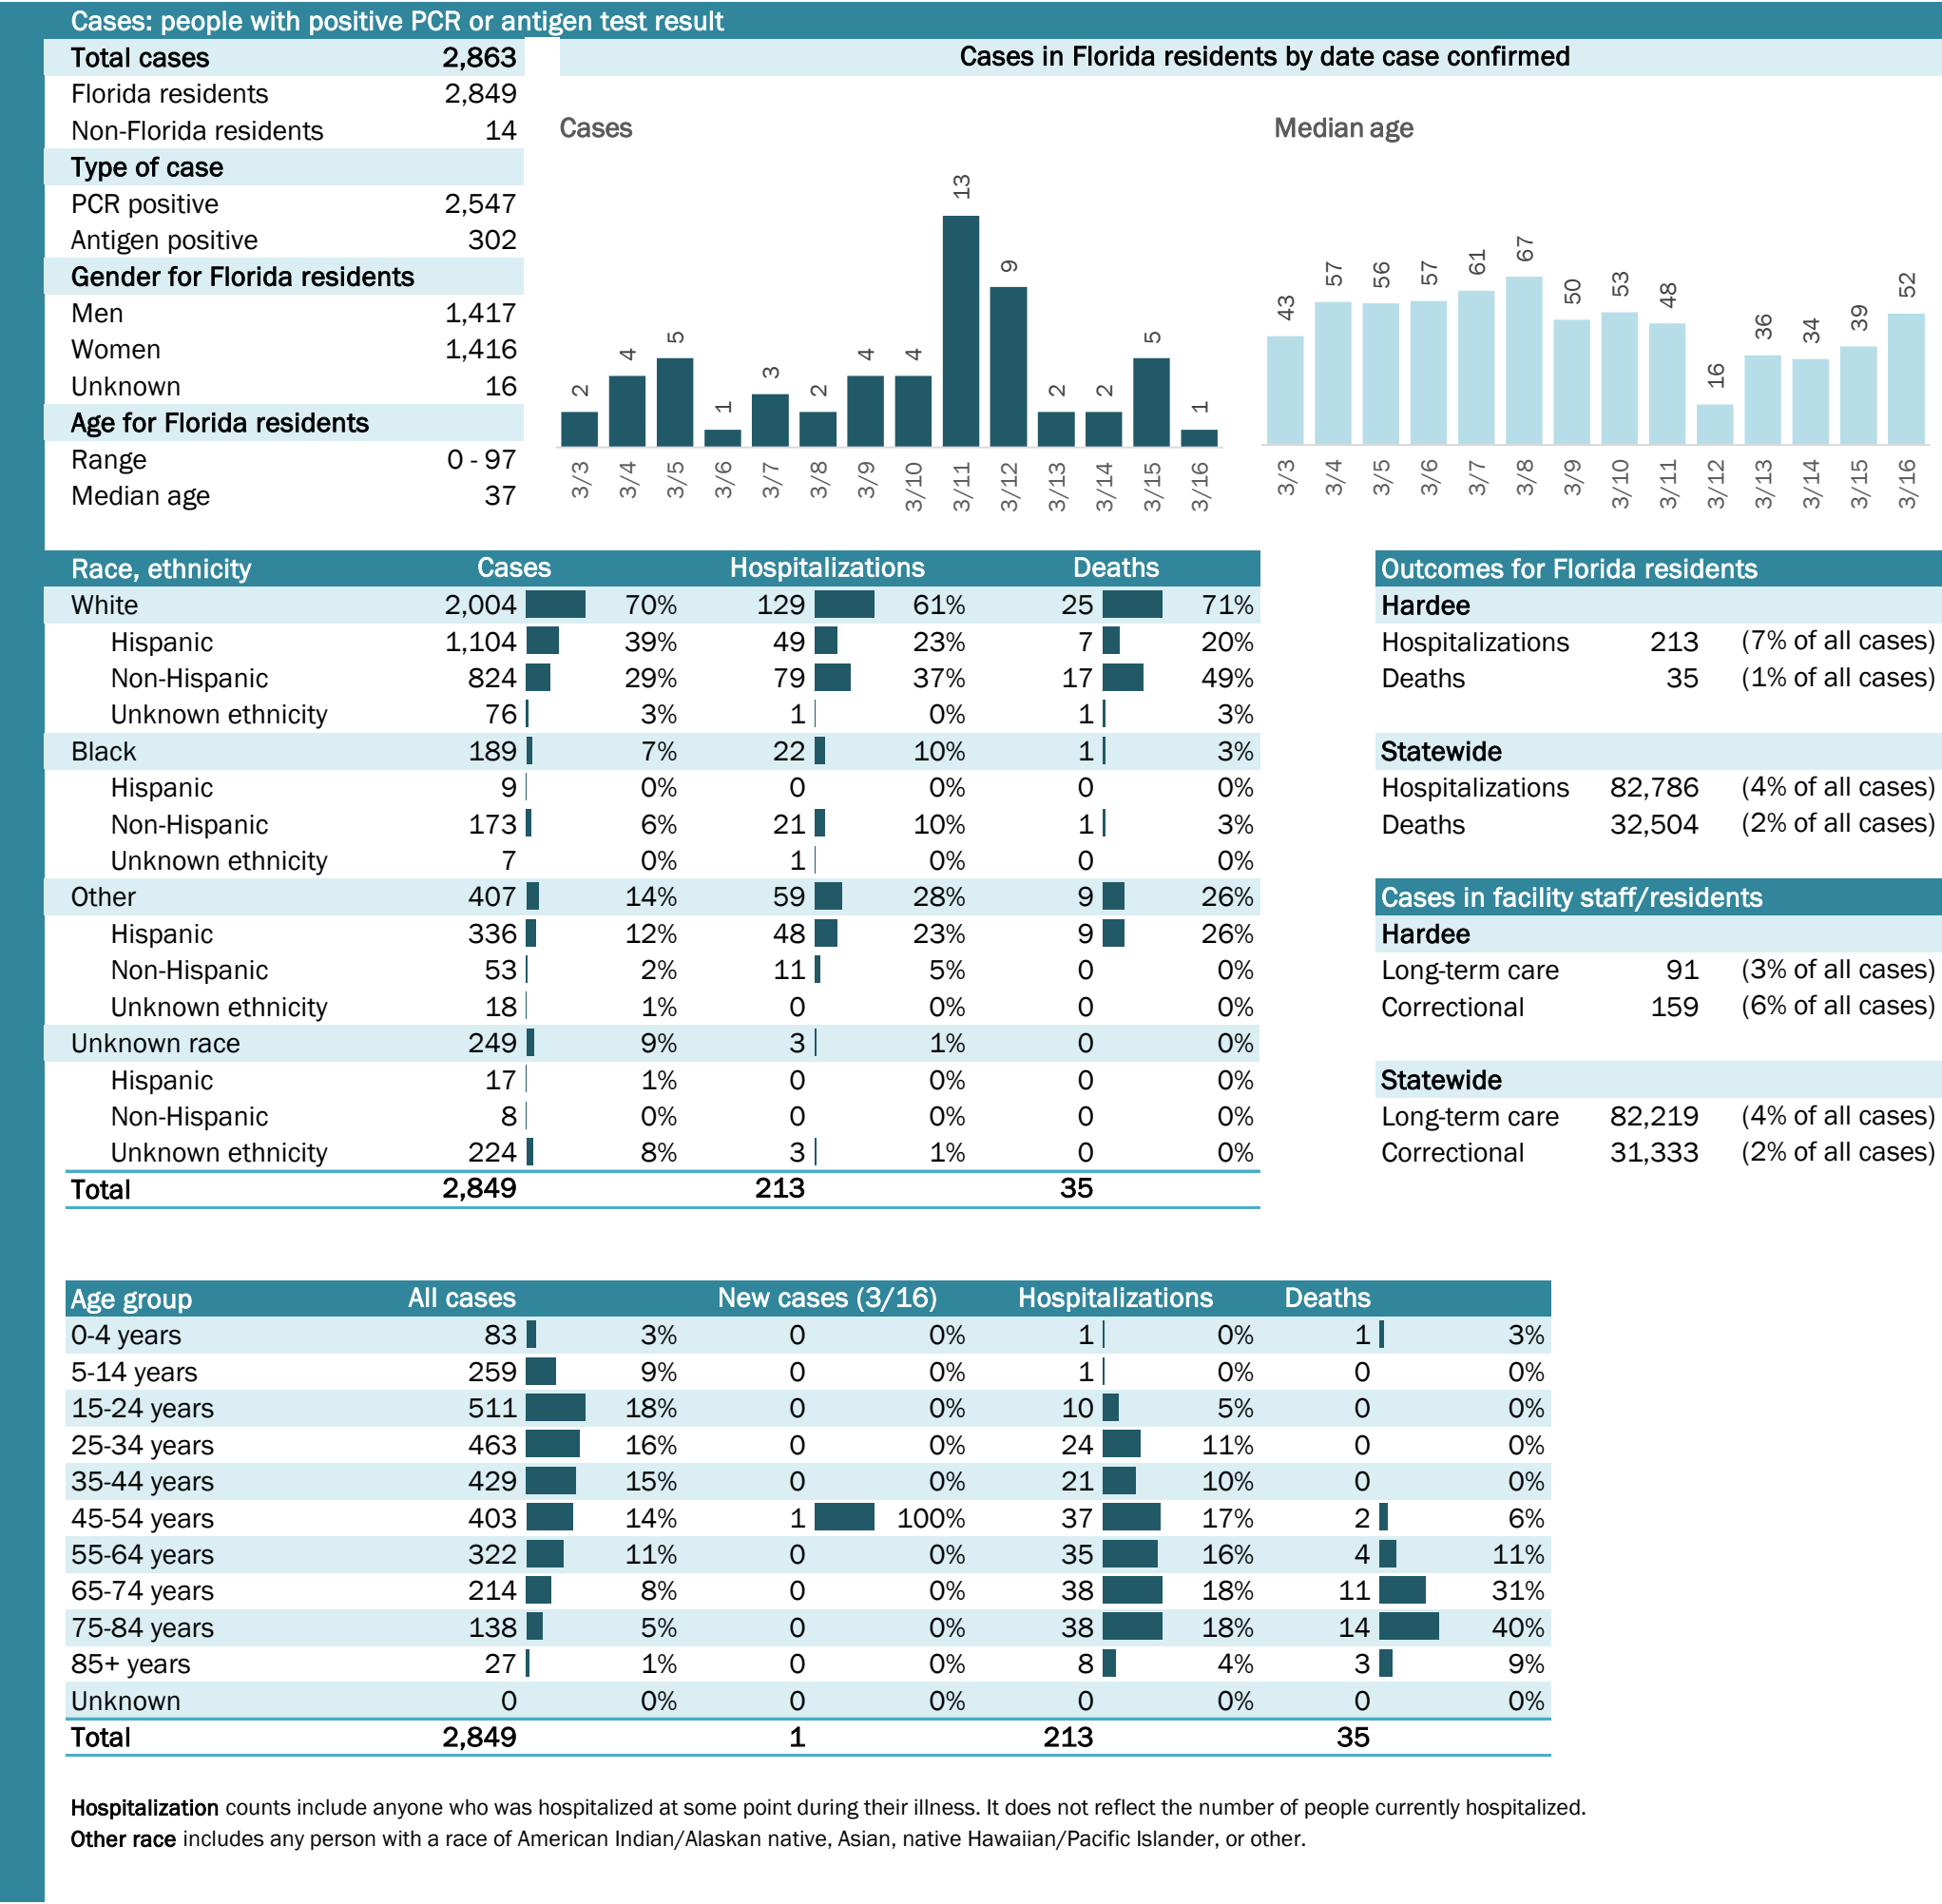 Cases: people with positive PCR or antigen test result
Total cases 2,863
Florida residents 2,849
Non-Florida residents 14
Type of case
PCR positive 2,547
Antigen positive 302
Gender for Florida residents
Men 1,417
Women 1,416
Unknown 16
Age for Florida residents
Range 0 - 97
Median age 37
Cases in Florida residents by date case confirmed
Cases
2 4 5 1 3 2 4 4 13 9 2 2 5 1
3/3 3/4 3/5 3/6 3/7 3/8 3/9 3/10 3/11 3/12 3/13 3/14 3/15 3/16
Median age
43 57 56 57 61 67 50 53 48 16 36 34 39 52
3/3 3/4 3/5 3/6 3/7 3/8 3/9 3/10 3/11 3/12 3/13 3/14 3/15 3/16
Race, ethnicity Cases Hospitalizations Deaths
White 2,004 70% 129 61% 25 71%
Hispanic 1,104 39% 49 23% 7 20%
Non-Hispanic 824 29% 79 37% 17 49%
Unknown ethnicity 76 3% 1 0% 1 3%
Black 189 7% 22 10% 1 3%
Hispanic 9 0% 0 0% 0 0%
Non-Hispanic 173 6% 21 10% 1 3%
Unknown ethnicity 7 0% 1 0% 0 0%
Other 407 14% 59 28% 9 26%
Hispanic 336 12% 48 23% 9 26%
Non-Hispanic 53 2% 11 5% 0 0%
Unknown ethnicity 18 1% 0 0% 0 0%
Unknown race 249 9% 3 1% 0 0%
Hispanic 17 1% 0 0% 0 0%
Non-Hispanic 8 0% 0 0% 0 0%
Unknown ethnicity 224 8% 3 1% 0 0%
Total 2,849 213 35
Outcomes for Florida residents
Hardee
Hospitalizations 213 (7% of all cases)
Deaths 35 (1% of all cases)
Statewide
Hospitalizations 82,786 (4% of all cases)
Deaths 32,504 (2% of all cases)
Cases in facility staff/residents
Hardee
Long-term care 91 (3% of all cases)
Correctional 159 (6% of all cases)
Statewide
Long-term care 82,219 (4% of all cases)
Correctional 31,333 (2% of all cases)
Age group All cases New cases (3/16) Hospitalizations Deaths
0-4 years 83 3% 0 0% 1 0% 1 3%
5-14 years 259 9% 0 0% 1 0% 0 0%
15-24 years 511 18% 0 0% 10 5% 0 0%
25-34 years 463 16% 0 0% 24 11% 0 0%
35-44 years 429 15% 0 0% 21 10% 0 0%
45-54 years 403 14% 1 100% 37 17% 2 6%
55-64 years 322 11% 0 0% 35 16% 4 11%
65-74 years 214 8% 0 0% 38 18% 11 31%
75-84 years 138 5% 0 0% 38 18% 14 40%
85+ years 27 1% 0 0% 8 4% 3 9%
Unknown 0 0% 0 0% 0 0% 0 0%
Total 2,849 1 213 35
Hospitalization counts include anyone who was hospitalized at some point during their illness. It does not reflect the number of people currently hospitalized.
Other race includes any person with a race of American Indian/Alaskan native, Asian, native Hawaiian/Pacific Islander, or other.